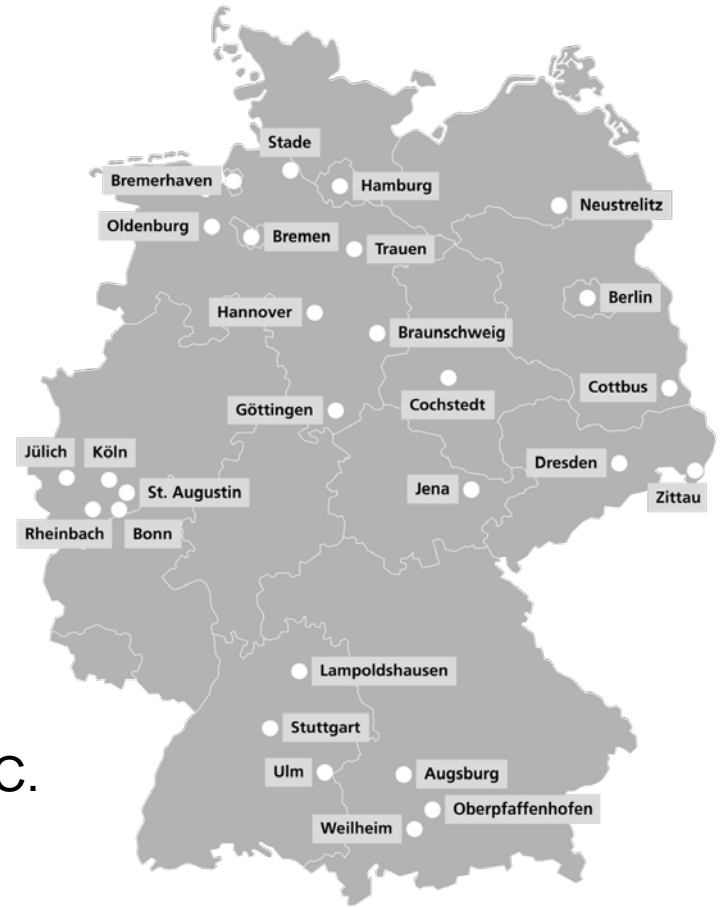 Stade
Bremerhaven
Hamburg
Neustrelitz
Oldenburg
Bremen
Trauen
Berlin
Hannover
Braunschweig
Cottbus
Cochstedt
Göttingen
Jülich
Köln
Dresden
St. Augustin
Jena
Zittau
Rheinbach
Bonn
Lampoldshausen
Stuttgart
C.
Ulm
Augsburg
Oberpfaffenhofen
Weilheim